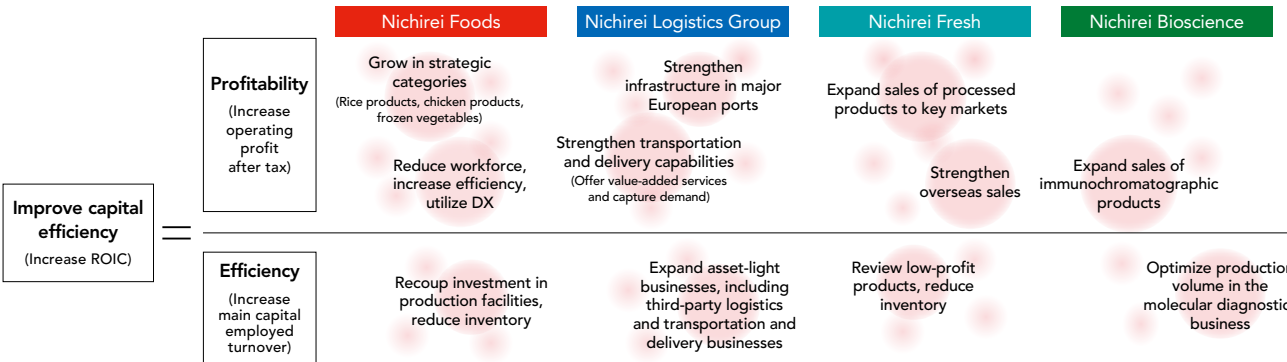 Nichirei Foods
Nichirei Logistics Group
Nichirei Fresh
Nichirei Bioscience
Improve capital
efficiency
(Increase ROIC)
=
Profitability
(Increase
operating
profit
after tax)
Grow in strategic
categories
(Rice products, chicken products,
frozen vegetables)
Reduce workforce,
increase efficiency,
utilize DX
Strengthen
infrastructure in major
European ports
Strengthen transportation
and delivery capabilities
(Offer value-added services
and capture demand)
Expand sales of processed
products to key markets
Strengthen
overseas sales
Expand sales of
immunochromatographic
products
Efficiency
(Increase
main capital
employed
turnover)
Recoup investment in
production facilities,
reduce inventory
Expand asset-light
businesses, including
third-party logistics
and transportation and
delivery businesses
Review low-profit
products, reduce
inventory
Optimize production
volume in the
molecular diagnostic
business